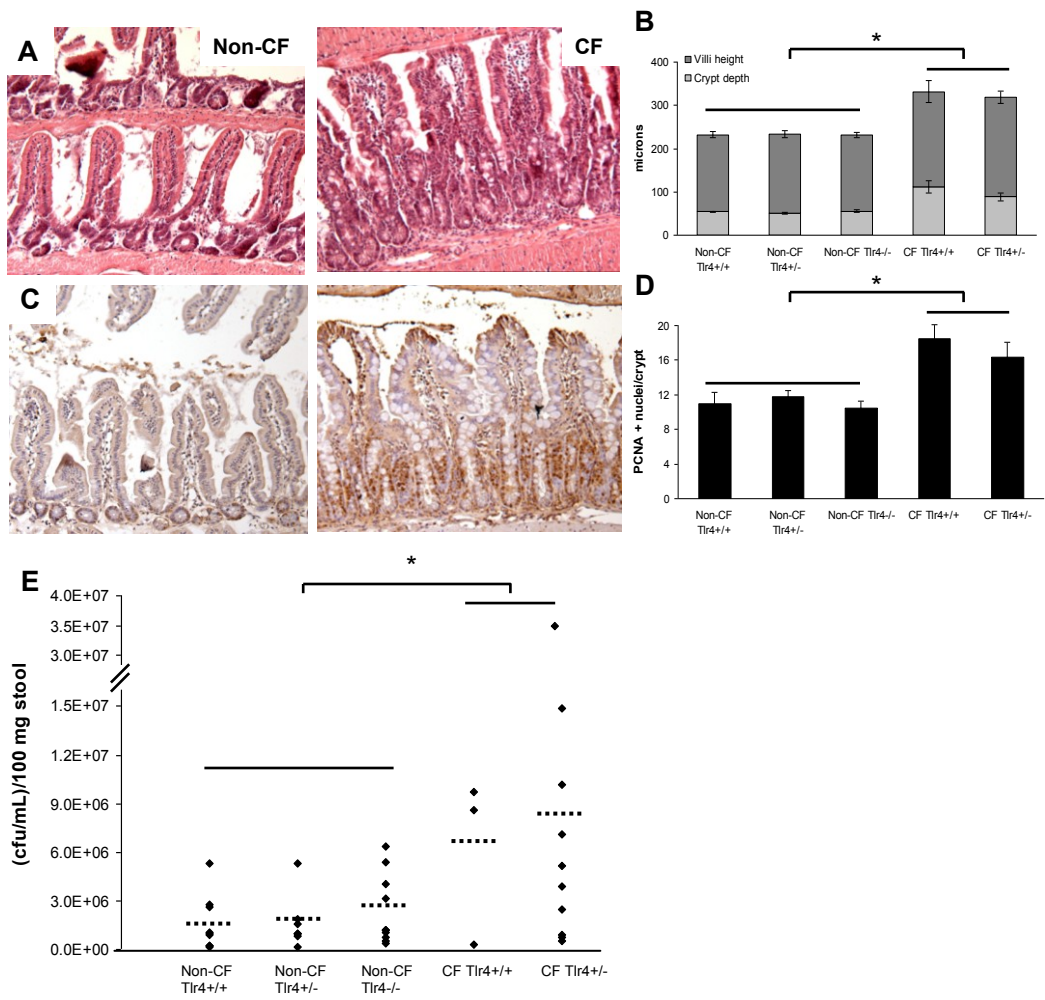 A
Non-CF
CF
B
*
Villi height
Crypt depth
400
300
200
100
0
microns
Non-CF Tlr4+/+
Non-CF Tlr4+/-
Non-CF Tlr4-/-
CF Tlr4+/+
CF Tlr4+/-
C
D
*
20
16
12
8
4
0
PCNA + nuclei/crypt
Non-CF Tlr4+/+
Non-CF Tlr4+/-
Non-CF Tlr4-/-
CF Tlr4+/+
CF Tlr4+/-
E
*
4.0E+07
3.5E+07
3.0E+07
1.5E+07
1.2E+07
9.0E+06
6.0E+06
3.0E+06
0.0E+00
(cfu/mL)/100 mg stool
Non-CF
Tlr4+/+
Non-CF
Tlr4+/-
Non-CF
Tlr4-/-
CF Tlr4+/+
CF Tlr4+/-